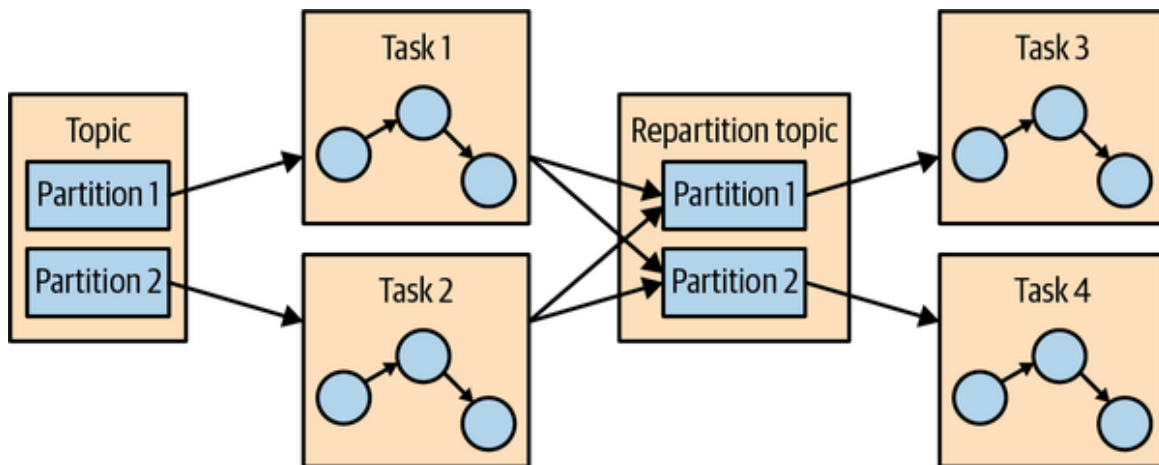 Topic
Partition 1
Partition 2
Task 1
Task 2
Repartition topic
Partition 1
Partition 2
Task 3
Task 4